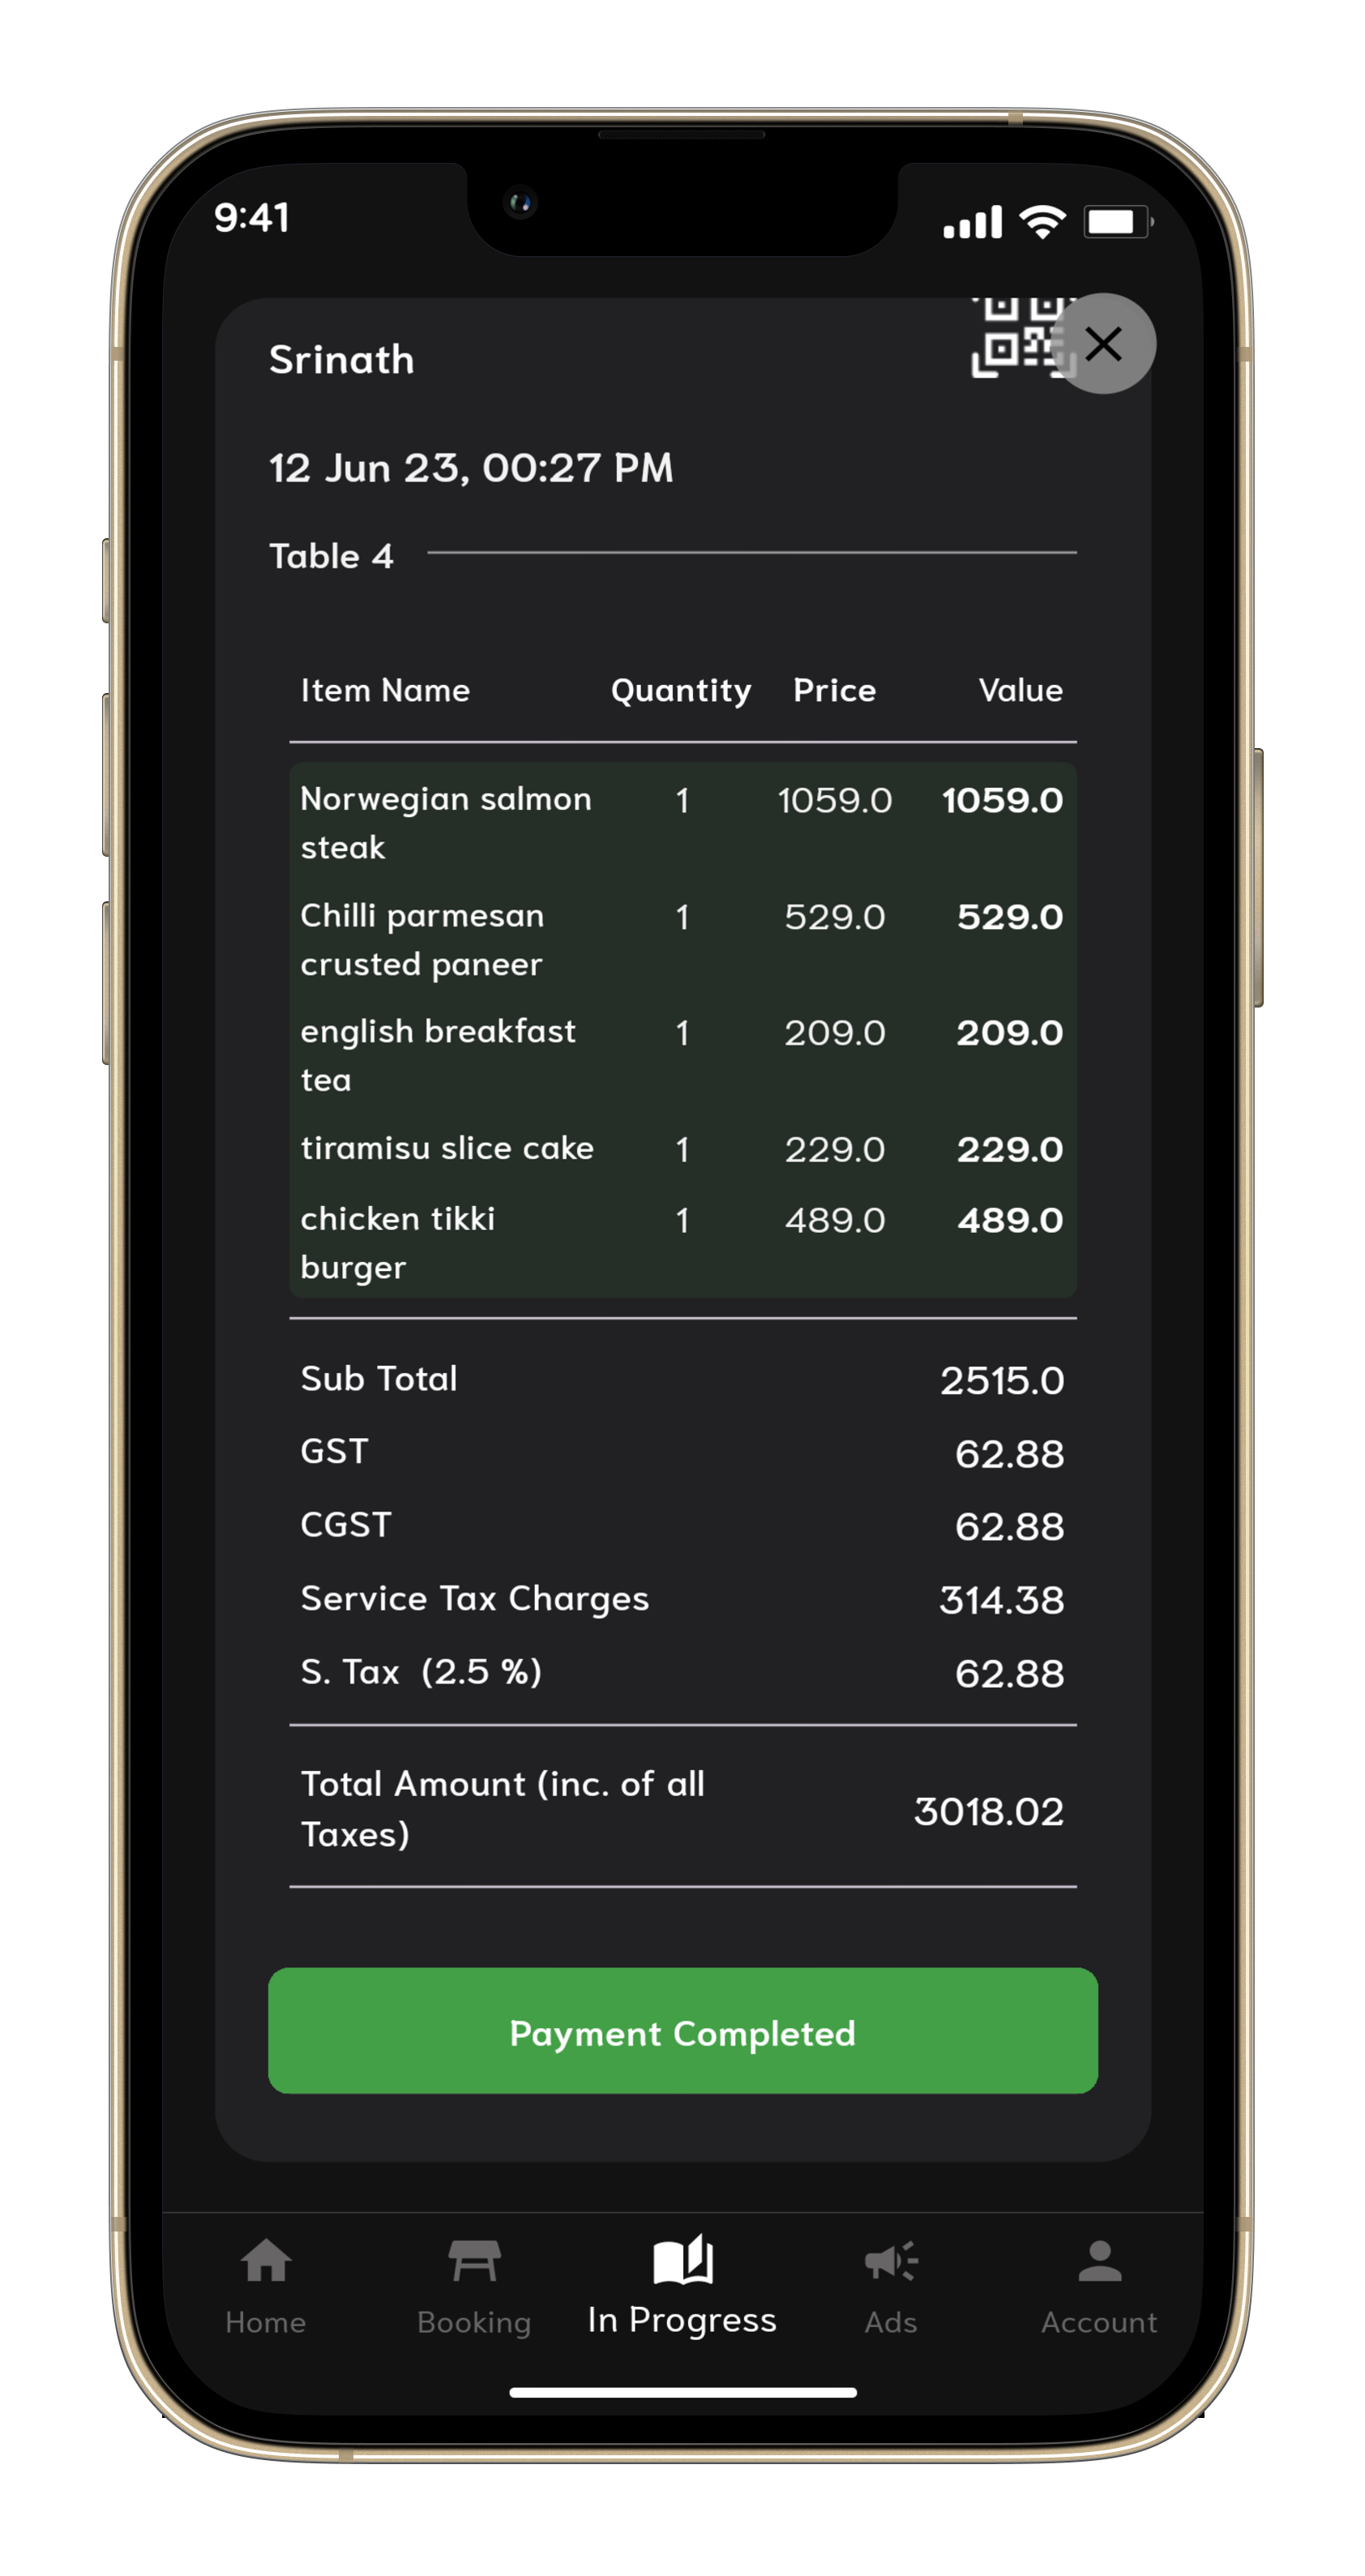 9:41
Srinath
12 Jun 23, 00:27 PM
Table 4
Item Name Quantity Price Value
Norwegian salmon 1 1059.0 1059.0
steak
Chilli parmesan 1 529.0 529.0
crusted paneer
english breakfast 1 209.0 209.0
tea
tiramisu slice cake 1 229.0 229.0
chicken tikki 1 489.0 489.0
burger
Sub Total 2515.0
GST 62.88
CGST 62.88
Service Tax Charges 314.38
S. Tax (2.5 %) 62.88
Total Amount (inc. of all
Taxes) 3018.02
Payment Completed
Home Booking In Progress Ads Account